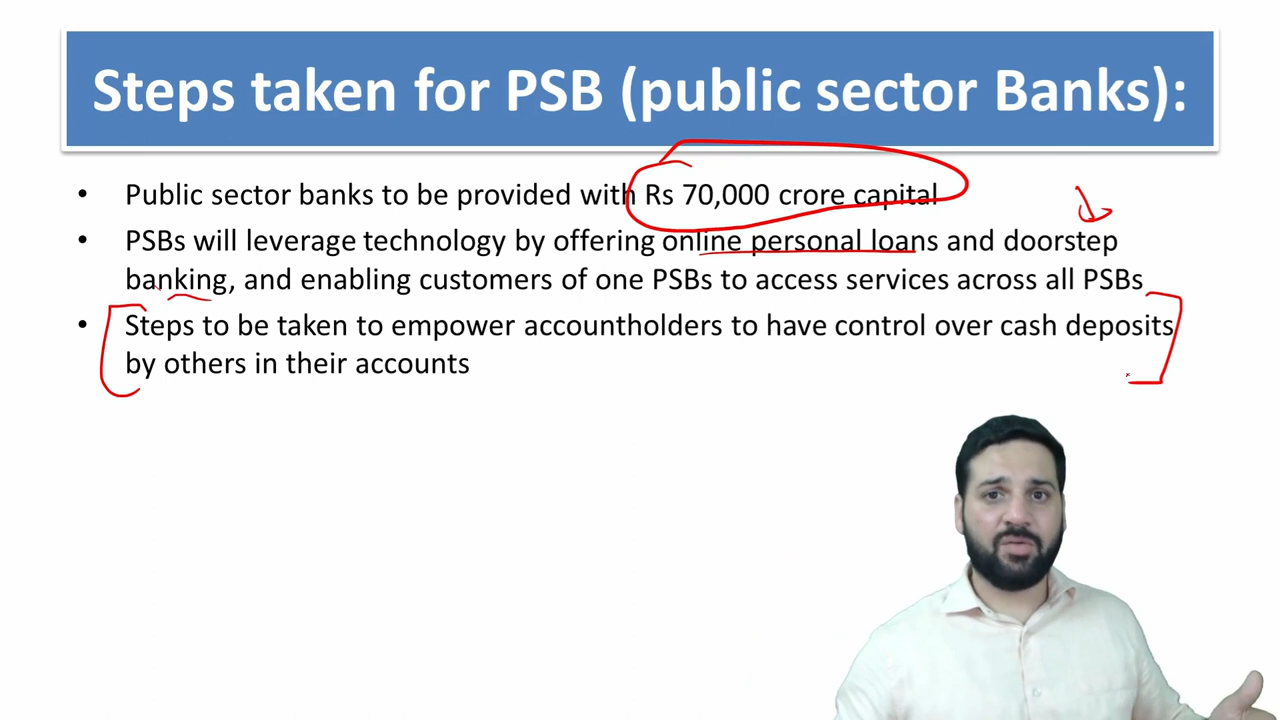 Steps taken for PSB (public sector Banks):
• Public sector banks to be provided with Rs 70,000 crore capital
• PSBs will leverage technology by offering online personal loans and doorstep
banking, and enabling customers of one PSBs to access services across all PSBs
• Steps to be taken to empower accountholders to have control over cash deposits
by others in their accounts